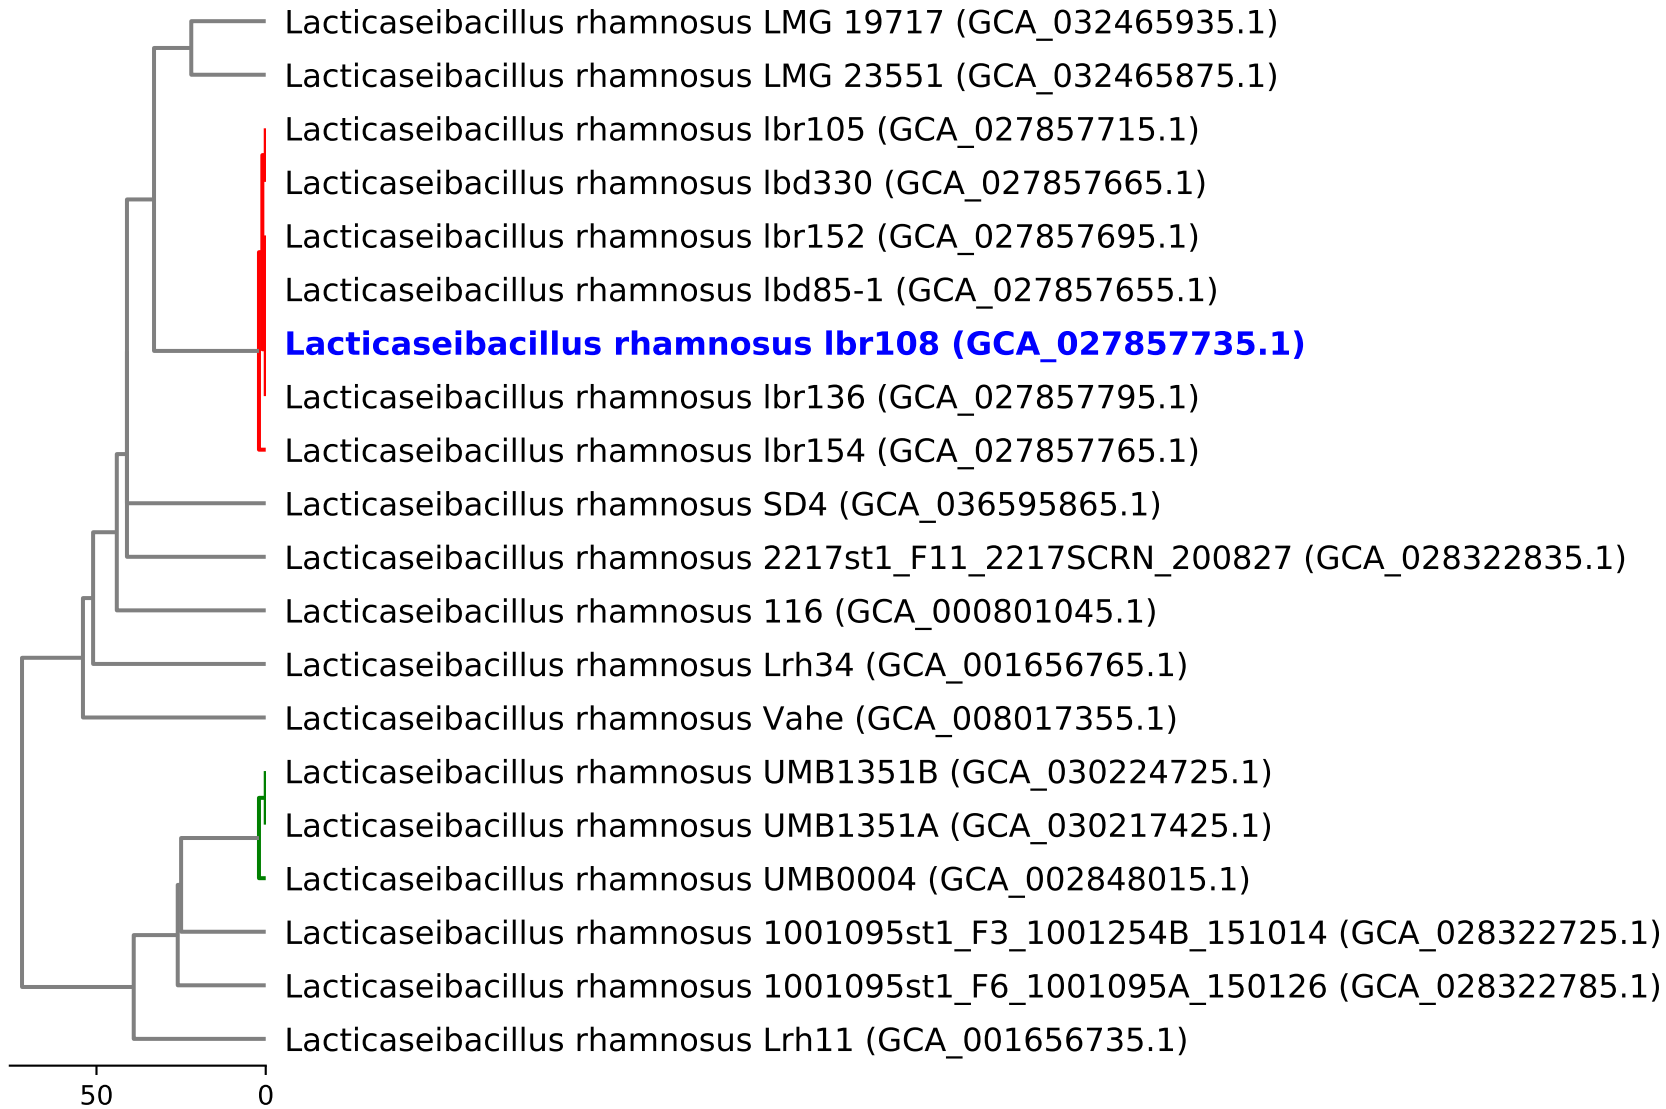 Lacticaseibacillus rhamnosus LMG 19717 (GCA_032465935.1)
Lacticaseibacillus rhamnosus LMG 23551 (GCA_032465875.1)
Lacticaseibacillus rhamnosus lbr105 (GCA_027857715.1)
Lacticaseibacillus rhamnosus lbd330 (GCA_027857665.1)
Lacticaseibacillus rhamnosus lbr152 (GCA_027857695.1)
Lacticaseibacillus rhamnosus lbd85-1 (GCA_027857655.1)
Lacticaseibacillus rhamnosus lbr108 (GCA_027857735.1)
Lacticaseibacillus rhamnosus lbr136 (GCA_027857795.1)
Lacticaseibacillus rhamnosus lbr154 (GCA_027857765.1)
Lacticaseibacillus rhamnosus SD4 (GCA_036595865.1)
Lacticaseibacillus rhamnosus 2217st1_F11_2217SCRN_200827 (GCA_028322835.1)
Lacticaseibacillus rhamnosus 116 (GCA_000801045.1)
Lacticaseibacillus rhamnosus Lrh34 (GCA_001656765.1)
Lacticaseibacillus rhamnosus Vahe (GCA_008017355.1)
Lacticaseibacillus rhamnosus UMB1351B (GCA_030224725.1)
Lacticaseibacillus rhamnosus UMB1351A (GCA_030217425.1)
Lacticaseibacillus rhamnosus UMB0004 (GCA_002848015.1)
Lacticaseibacillus rhamnosus 1001095st1_F3_1001254B_151014 (GCA_028322725.1)
Lacticaseibacillus rhamnosus 1001095st1_F6_1001095A_150126 (GCA_028322785.1)
Lacticaseibacillus rhamnosus Lrh11 (GCA_001656735.1)
50 0